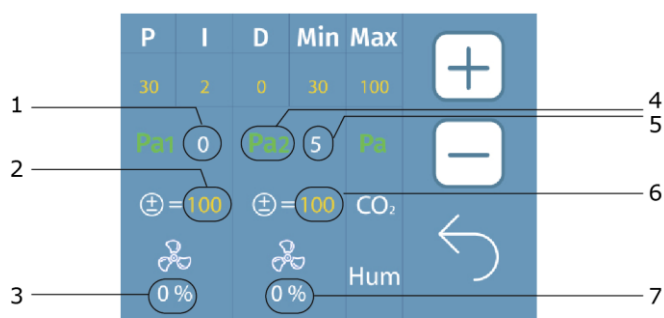 P I D Min Max
30 2 0 30 100
4
1
5
Pa1 0 Pa2 5 Pa
2
6
± =100 ± =100 CO₂
Hum
3 0 % 0 % 7